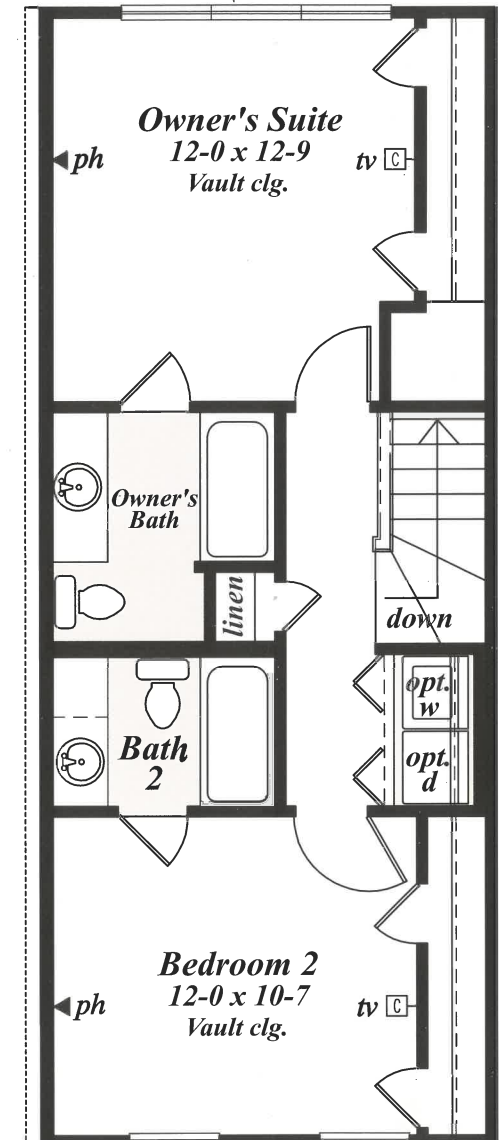 Owner's Suite
12-0 x 12-9
Vault clg.
ph
tv C
Owner's
Bath
linen
down
opt.
w
opt.
d
Bath
2
Bedroom 2
12-0 x 10-7
Vault clg.
ph
tv C